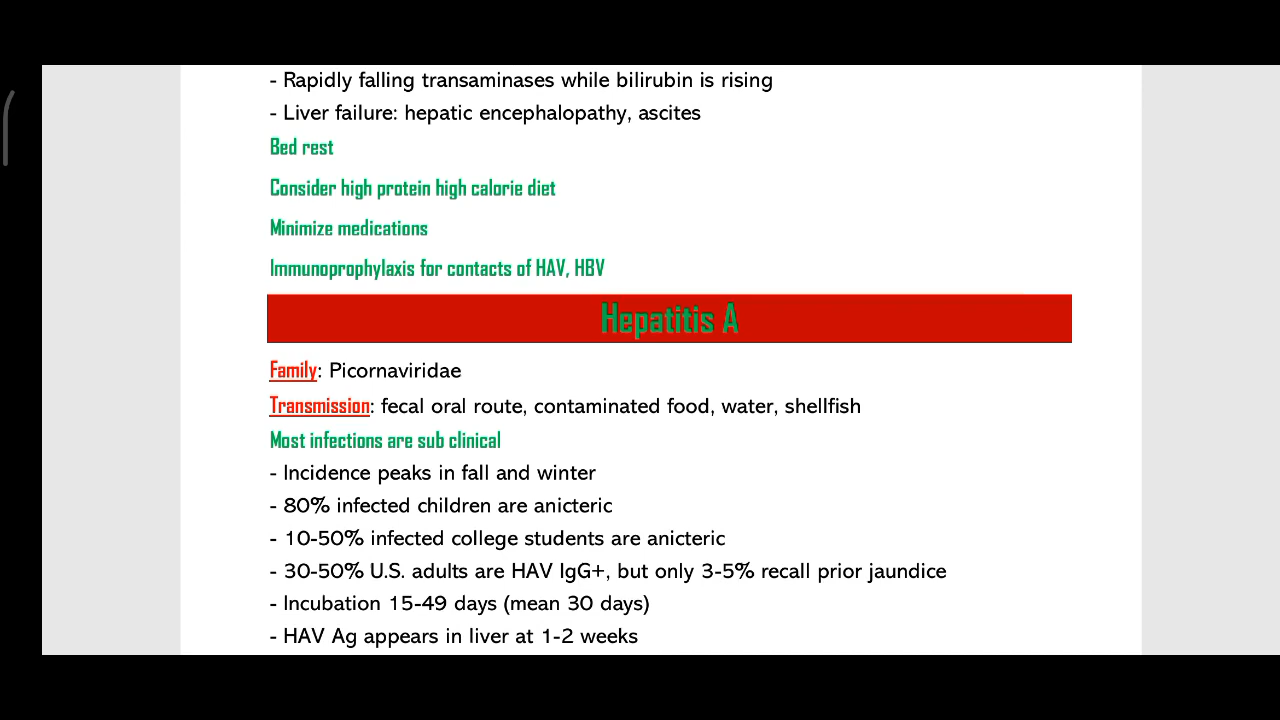 - Rapidly falling transaminases while bilirubin is rising
- Liver failure: hepatic encephalopathy, ascites
Bed rest
Consider high protein high calorie diet
Minimize medications
Immunoprophylaxis for contacts of HAV, HBV
Hepatitis A
Family: Picornaviridae
Transmission: fecal oral route, contaminated food, water, shellfish
Most infections are sub clinical
- Incidence peaks in fall and winter
- 80% infected children are anicteric
- 10-50% infected college students are anicteric
- 30-50% U.S. adults are HAV IgG+, but only 3-5% recall prior jaundice
- Incubation 15-49 days (mean 30 days)
- HAV Ag appears in liver at 1-2 weeks